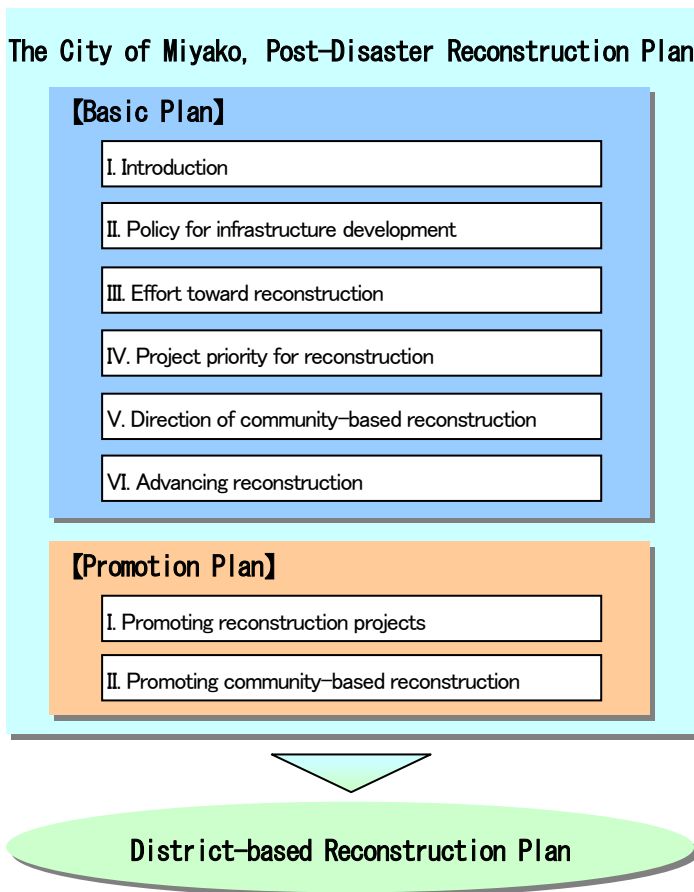 The City of Miyako, Post-Disaster Reconstruction Plan
【Basic Plan】
I. Introduction
II. Policy for infrastructure development
III. Effort toward reconstruction
IV. Project priority for reconstruction
V. Direction of community-based reconstruction
VI. Advancing reconstruction
【Promotion Plan】
I. Promoting reconstruction projects
II. Promoting community-based reconstruction
District-based Reconstruction Plan